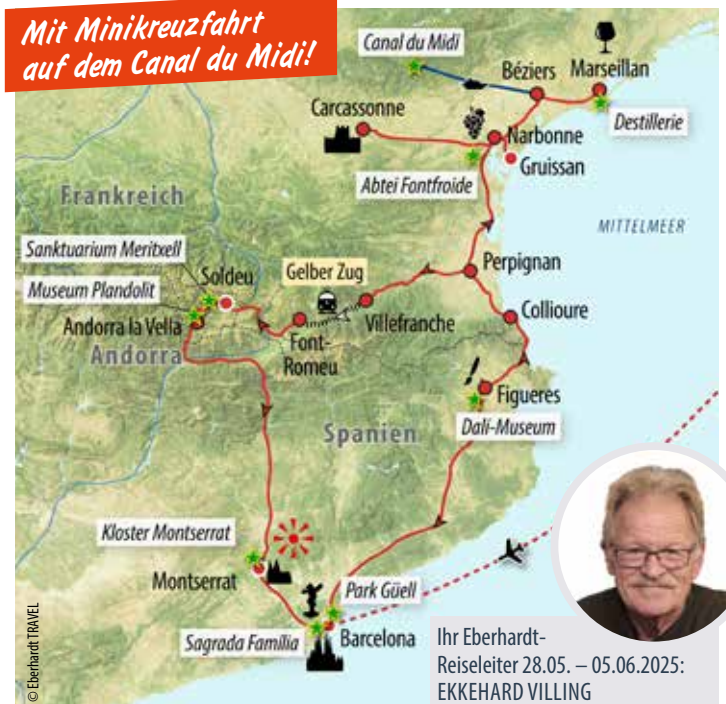 Mit Minikreuzfahrt
auf dem Canal du Midi!
Canal du Midi
Béziers
Marseillan
Destillerie
Carcassonne
Narbonne
Gruissan
Abtei Fontfroide
Frankreich
MITTELMEER
Sanktuarium Meritxell
Soldeu
Gelber Zug
Perpignan
Museum Plandolit
Villefranche
Collioure
Andorra la Vella
Andorra
Font-
Romeu
Figueres
Dalí-Museum
Spanien
Kloster Montserrat
Montserrat
Park Güell
Sagrada Família
Barcelona
© Eberhardt TRAVEL
Ihr Eberhardt-
Reiseleiter 28.05. – 05.06.2025:
EKKEHARD VILLING